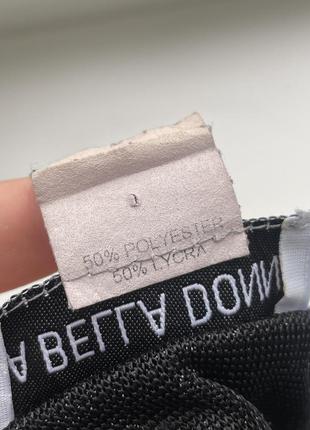 1
50% POLYESTER
50% LYCRA
A BELLA DONN